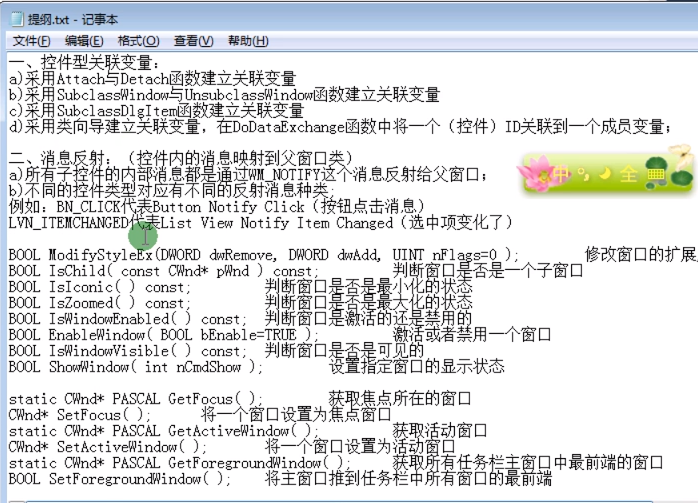 提纲.txt - 记事本
文件(F) 编辑(E) 格式(O) 查看(V) 帮助(H)
一、控件型关联变量：
a)采用Attach与Detach函数建立关联变量
b)采用SubclassWindow与UnsubclassWindow函数建立关联变量
c)采用SubclassDlgItem函数建立关联变量
d)采用类向导建立关联变量，在DoDataExchange函数中将一个（控件）ID关联到一个成员变量；
二、消息反射：（控件内的消息映射到父窗口类）
a)所有子控件的内部消息都是通过WM_NOTIFY这个消息反射给父窗口；
b)不同的控件类型对应有不同的反射消息种类；
例如：BN_CLICK代表Button Notify Click（按钮点击消息）
LVN_ITEMCHANGED代表List View Notify Item Changed（选中项变化了）
中 全
BOOL ModifyStyleEx(DWORD dwRemove, DWORD dwAdd, UINT nFlags=0 ); 修改窗口的扩展
BOOL IsChild( const CWnd* pWnd ) const; 判断窗口是否是一个子窗口
BOOL IsIconic( ) const; 判断窗口是否是最小化的状态
BOOL IsZoomed( ) const; 判断窗口是否是最大化的状态
BOOL IsWindowEnabled( ) const; 判断窗口是激活的还是禁用的
BOOL EnableWindow( BOOL bEnable=TRUE ); 激活或者禁用一个窗口
BOOL IsWindowVisible( ) const; 判断窗口是否是可见的
BOOL ShowWindow( int nCmdShow ); 设置指定窗口的显示状态
static CWnd* PASCAL GetFocus( ); 获取焦点所在的窗口
CWnd* SetFocus( ); 将一个窗口设置为焦点窗口
static CWnd* PASCAL GetActiveWindow( ); 获取活动窗口
CWnd* SetActiveWindow( ); 将一个窗口设置为活动窗口
static CWnd* PASCAL GetForegroundWindow( ); 获取所有任务栏主窗口中最前端的窗口
BOOL SetForegroundWindow( ); 将主窗口推到任务栏中所有窗口的最前端